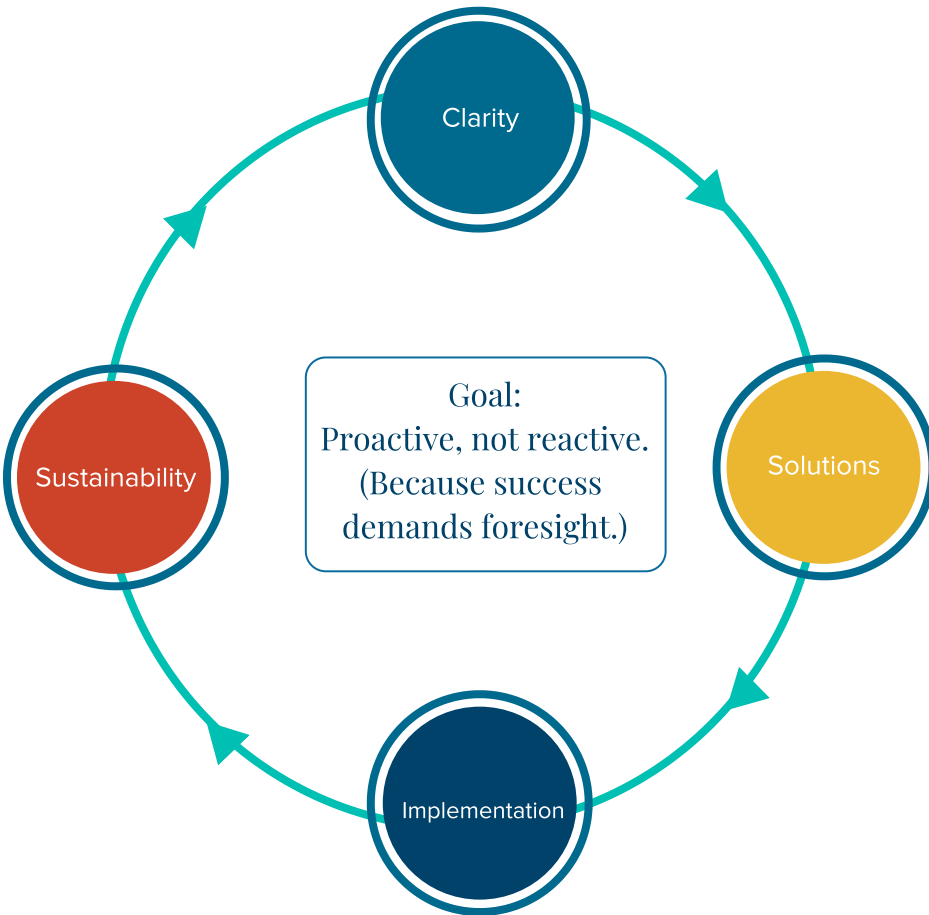 Clarity
Goal:
Proactive, not reactive.
(Because success
demands foresight.)
Solutions
Sustainability
Implementation